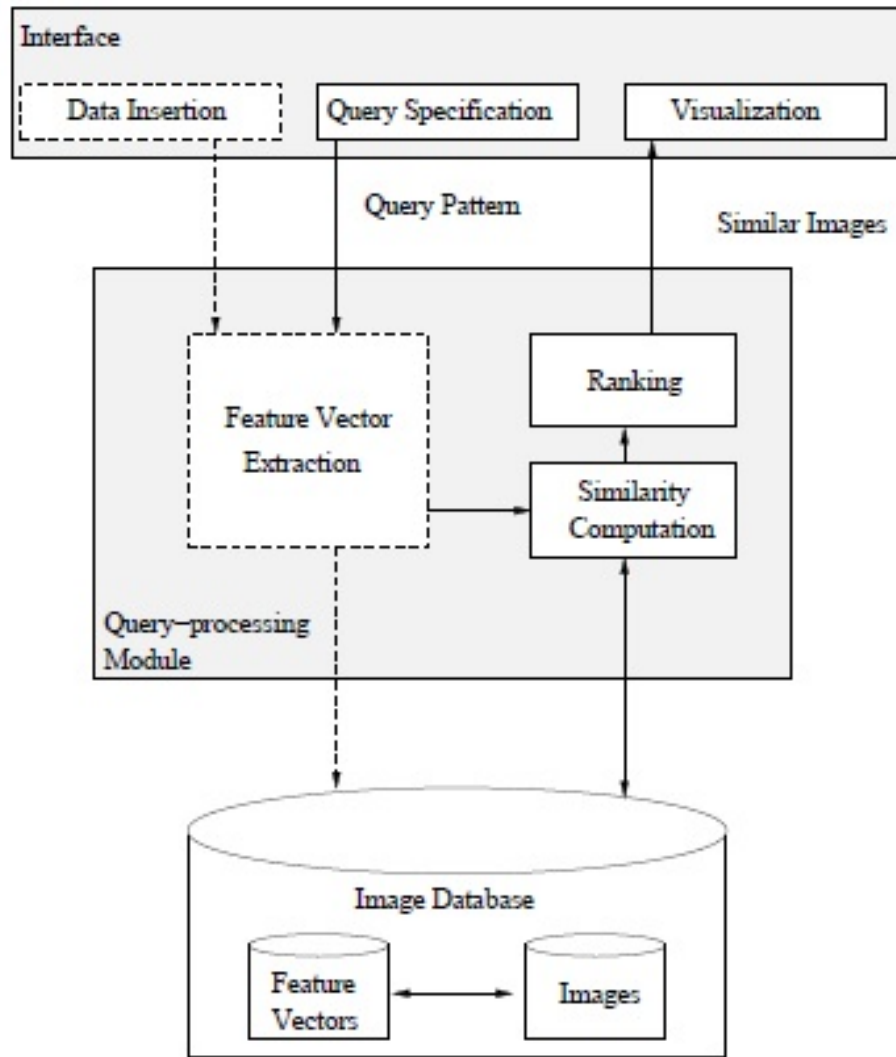 Interface
Data Insertion
Query Specification
Visualization
Query Pattern
Similar Images
Feature Vector
Extraction
Ranking
Similarity
Computation
Query-processing
Module
Image Database
Feature
Vectors
Images